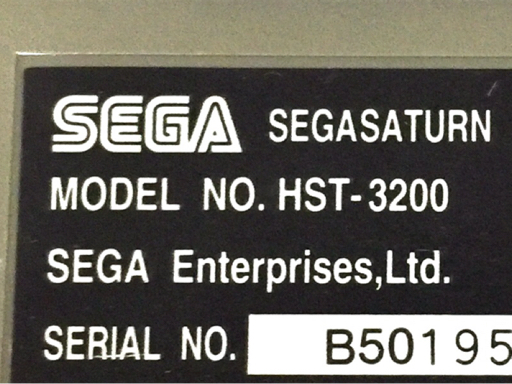 SEGA SEGASATURN
MODEL NO. HST-3200
SEGA Enterprises,Ltd.
SERIAL NO. B50195